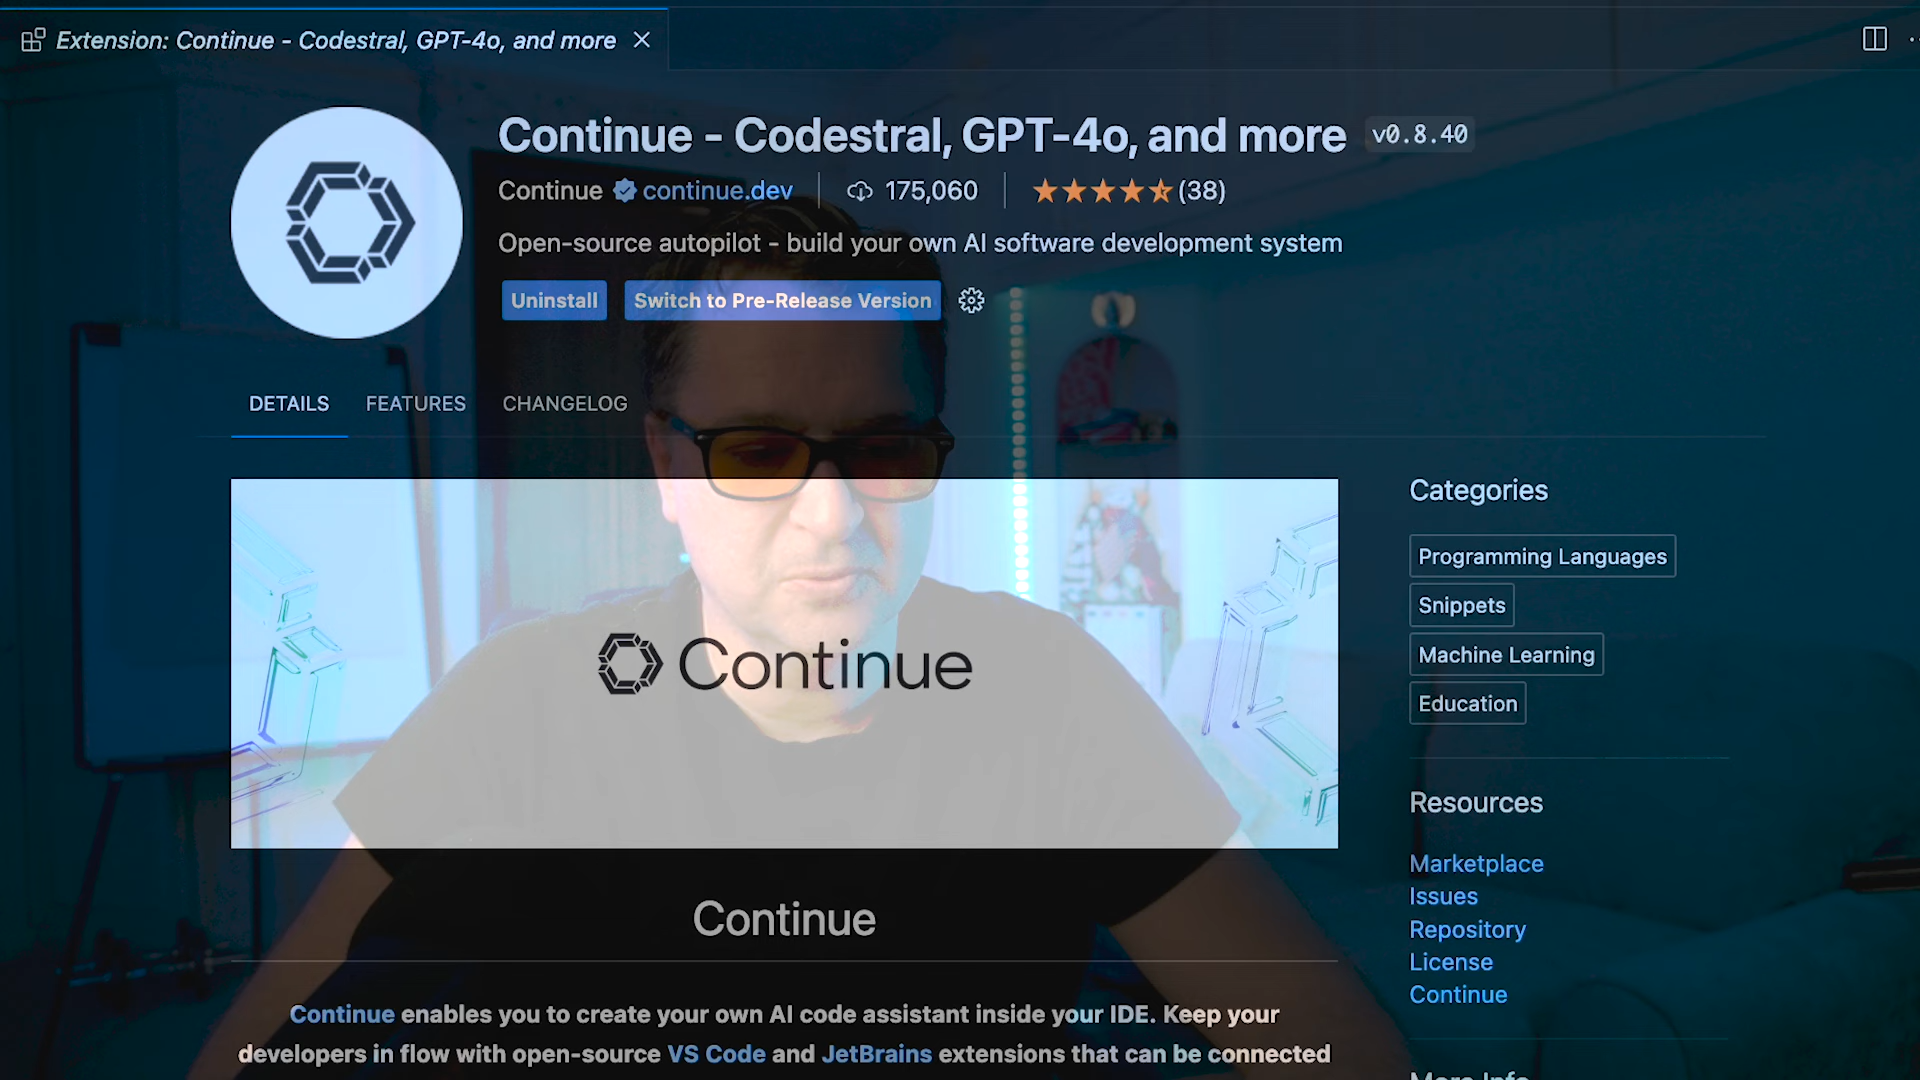 Extension: Continue - Codestral, GPT-4o, and more
Continue - Codestral, GPT-4o, and more v0.8.40
Continue continue.dev 175,060 (38)
Open-source autopilot - build your own AI software development system
Uninstall Switch to Pre-Release Version
DETAILS FEATURES CHANGELOG
Continue
Continue
Continue enables you to create your own AI code assistant inside your IDE. Keep your
developers in flow with open-source VS Code and JetBrains extensions that can be connected
Categories
Programming Languages
Snippets
Machine Learning
Education
Resources
Marketplace
Issues
Repository
License
Continue
More Info